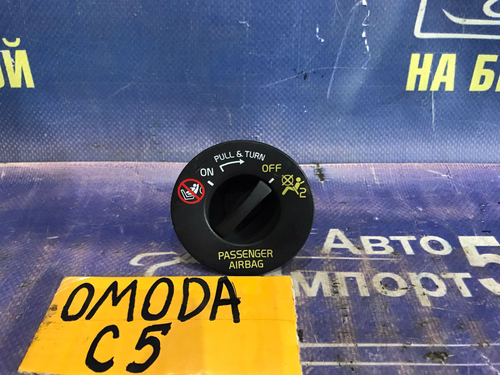 НА Б
PULL & TURN
ON
OFF
2
PASSENGER
AIRBAG
Авто
мпорт 5
OMODA
C5